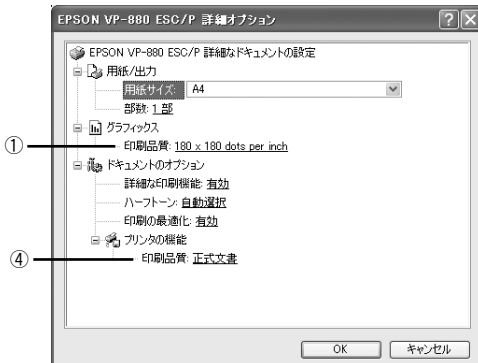 EPSON VP-880 ESC/P 詳細オプション
EPSON VP-880 ESC/P 詳細なドキュメントの設定
用紙/出力
用紙サイズ: A4
部数: 1 部
グラフィックス
① 印刷品質: 180 x 180 dots per inch
ドキュメントのオプション
詳細な印刷機能: 有効
ハーフトーン: 自動選択
印刷の最適化: 有効
プリンタの機能
④ 印刷品質: 正式文書
OK キャンセル